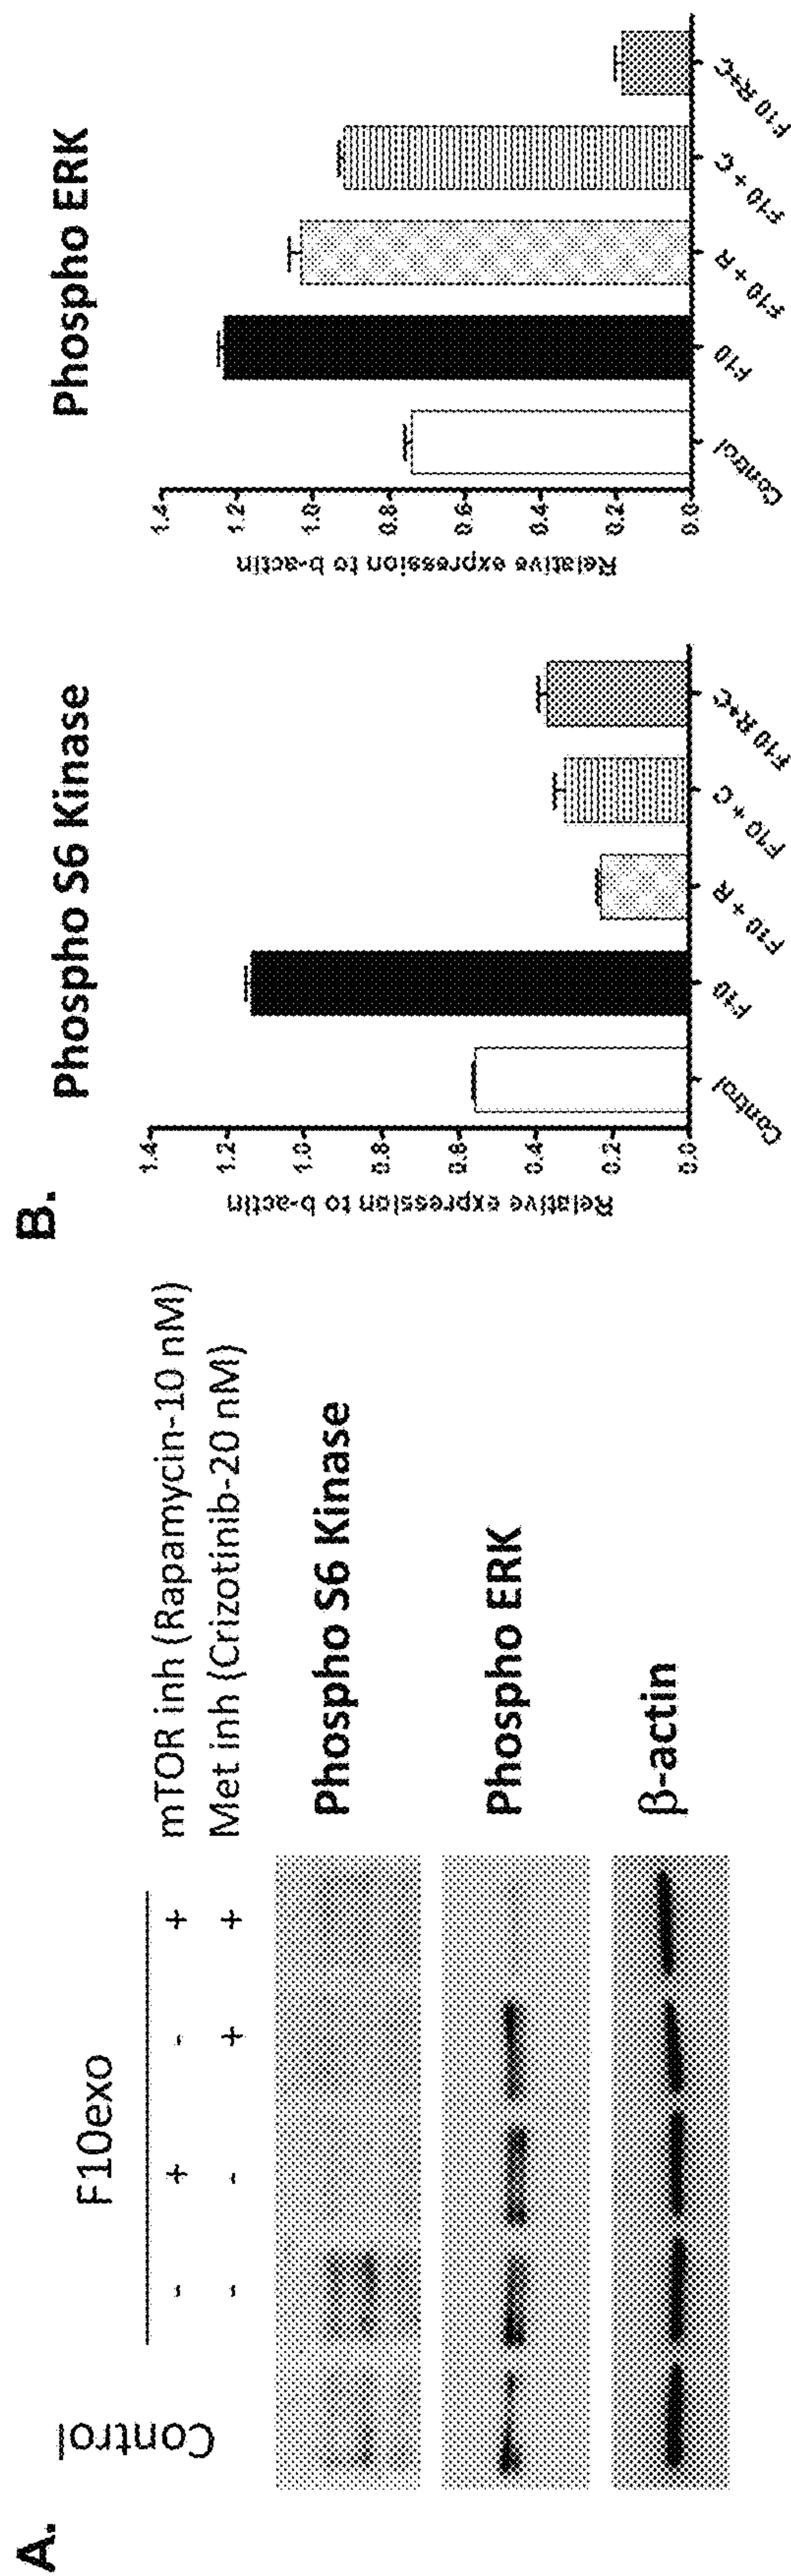 A.
Control
F10exo
- + - + mTOR inh (Rapamycin-10 nM)
- - + + Met inh (Crizotinib-20 nM)
Phospho S6 Kinase
Phospho ERK
β-actin
B.
Phospho S6 Kinase
Relative expression to b-actin
1.4
1.2
1.0
0.8
0.6
0.4
0.2
0.0
Control
F10
F10 + R
F10 + C
F10 R+C
Phospho ERK
Relative expression to b-actin
1.4
1.2
1.0
0.8
0.6
0.4
0.2
0.0
Control
F10
F10 + R
F10 + C
F10 R+C